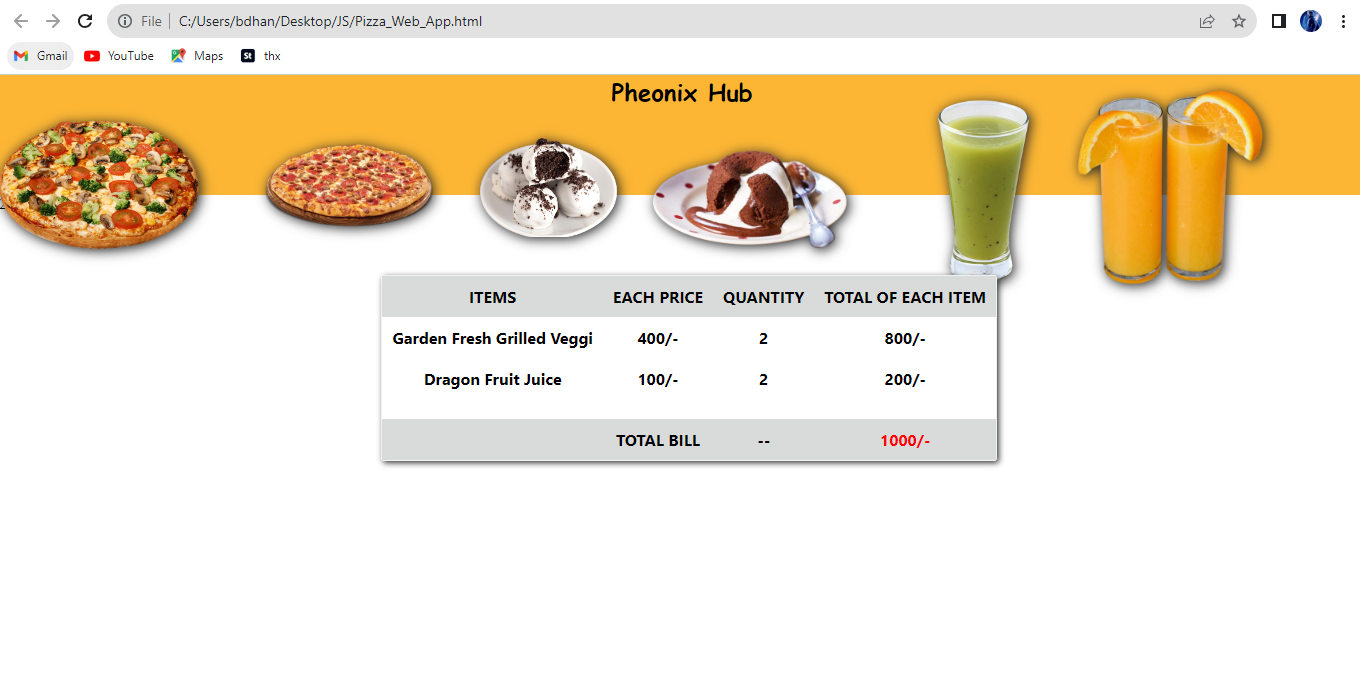 File C:/Users/bdhan/Desktop/JS/Pizza_Web_App.html
Gmail YouTube Maps St thx
Pheonix Hub
ITEMS EACH PRICE QUANTITY TOTAL OF EACH ITEM
Garden Fresh Grilled Veggi 400/- 2 800/-
Dragon Fruit Juice 100/- 2 200/-
TOTAL BILL -- 1000/-